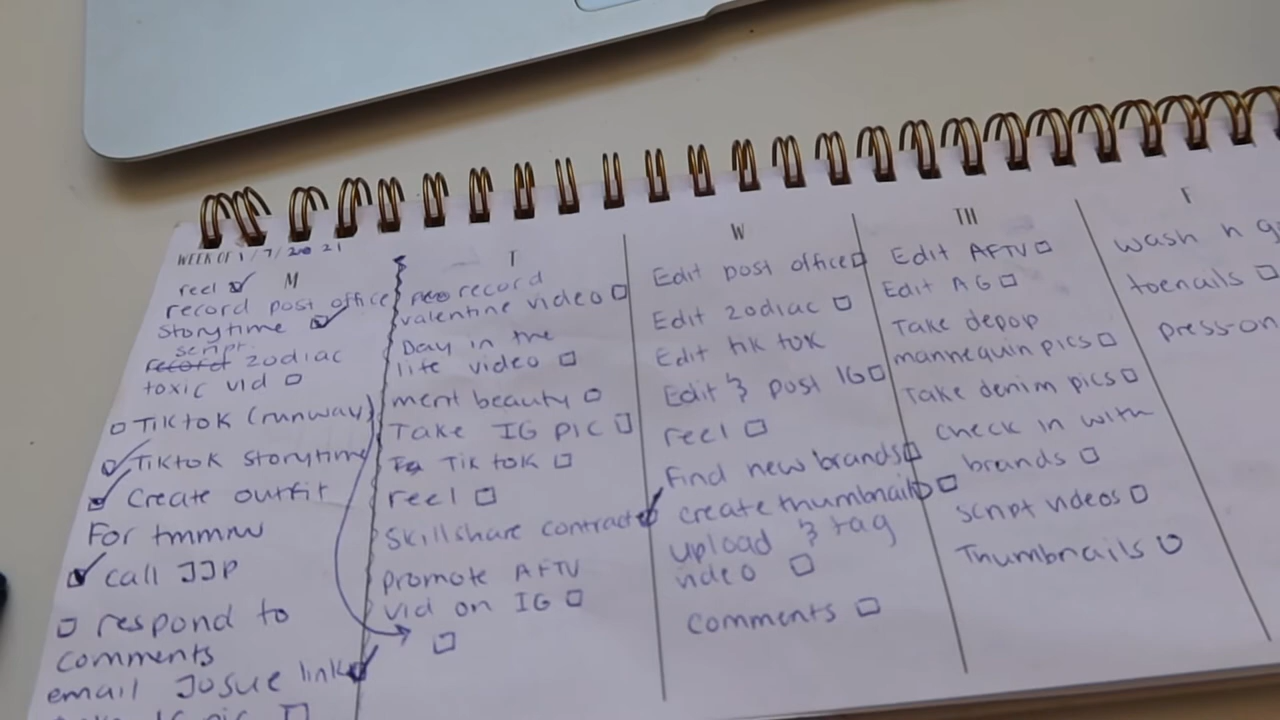 WEEK OF 1/7/2021
M
reel
record post office
storytime
script
record zodiac
toxic vid
TikTok (runway)
Tiktok storytime
Create outfit
For tmmrw
call JJP
respond to
comments
email Josue link
T
record
valentine video
Day in the
life video
ment beauty
Take IG pic
Tik tok
reel
Skillshare contract
promote AFTV
vid on IG
W
Edit post office
Edit zodiac
Edit tik tok
Edit & post IG
reel
Find new brands
create thumbnail
upload & tag
video
comments
TH
Edit AFTV
Edit AG
Take depop
mannequin pics
Take denim pics
check in with
brands
script videos
Thumbnails
F
wash n
toenails
press-on